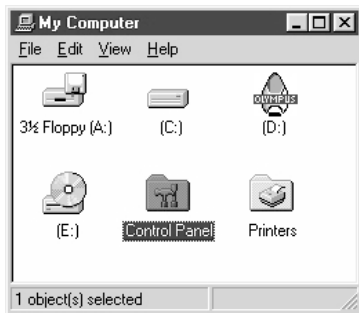 My Computer
File Edit View Help
OLYMPUS
3½ Floppy (A:) (C:) (D:)
(E:) Control Panel Printers
1 object(s) selected